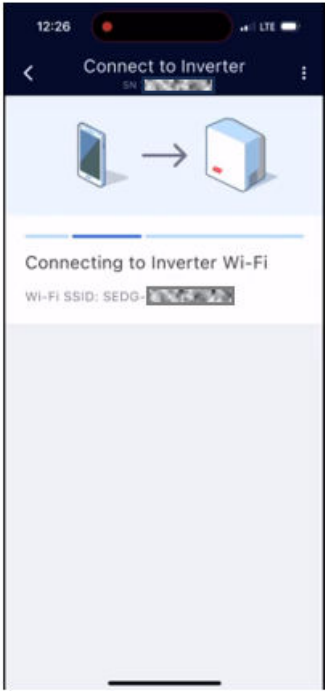 12:26
LTE
Connect to Inverter
SN
Connecting to Inverter Wi-Fi
Wi-Fi SSID: SEDG-